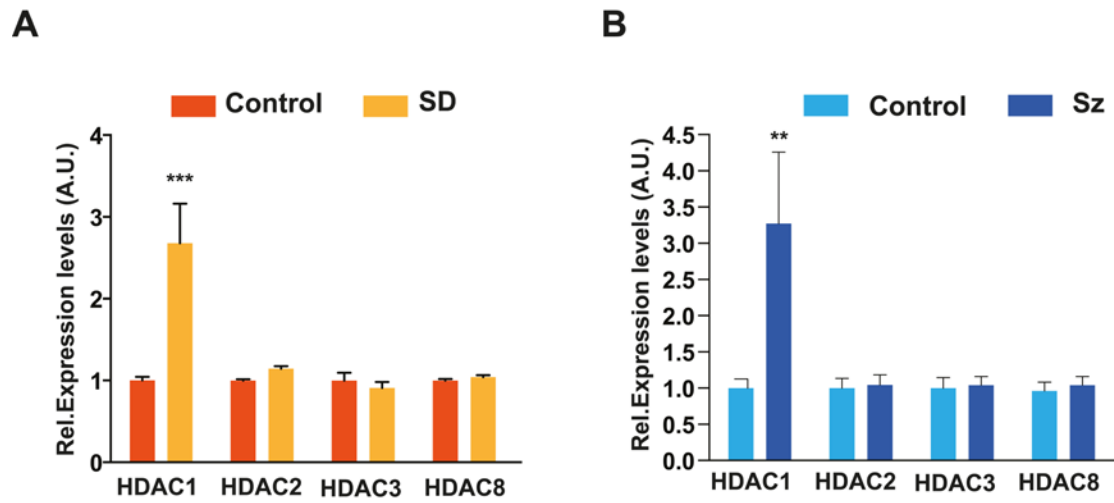 A
Control SD
Rel.Expression levels (A.U.)
4
3
2
1
0
***
HDAC1 HDAC2 HDAC3 HDAC8
B
Control Sz
Rel.Expression levels (A.U.)
4.5
4.0
3.5
3.0
2.5
2.0
1.5
1.0
0.5
0.0
**
HDAC1 HDAC2 HDAC3 HDAC8